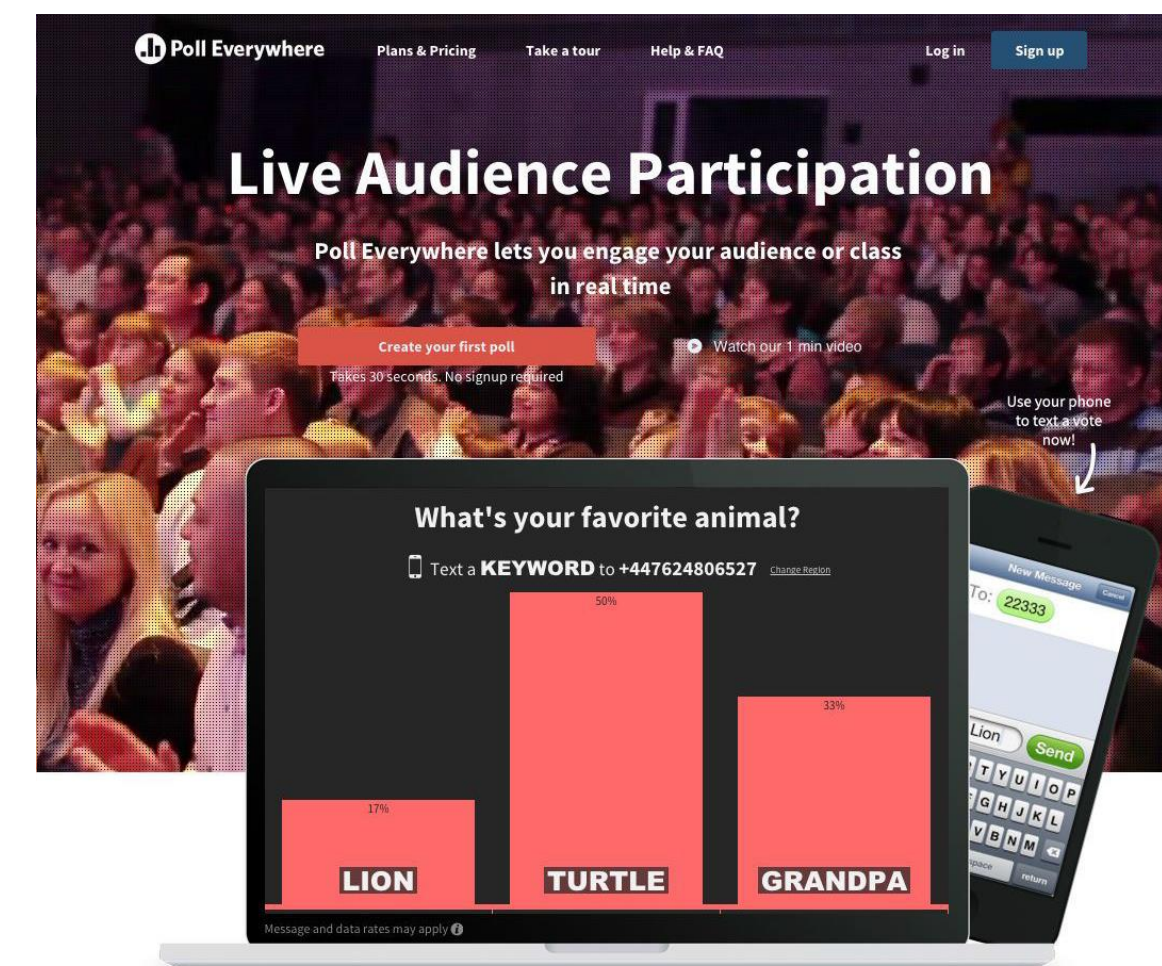 Poll Everywhere
Plans & Pricing
Take a tour
Help & FAQ
Log in
Sign up
Live Audience Participation
Poll Everywhere lets you engage your audience or class
in real time
Create your first poll
Watch our 1 min video
Takes 30 seconds. No signup required
Use your phone
to text a vote
now!
What's your favorite animal?
Text a KEYWORD to +447624806527 Change Region
50%
33%
17%
LION
TURTLE
GRANDPA
Message and data rates may apply
New Message
Cancel
To: 22333
Lion
Send
T Y U I O P
G H J K L
V B N M
space
return